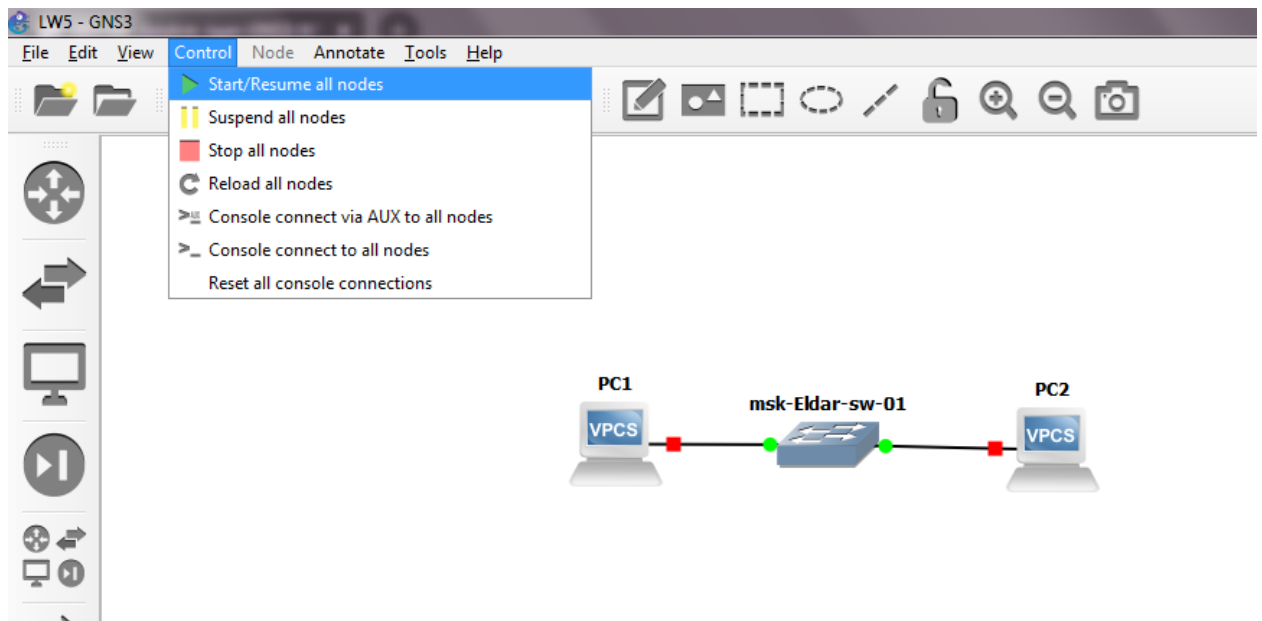 LW5 - GNS3
File Edit View Control Node Annotate Tools Help
Start/Resume all nodes
Suspend all nodes
Stop all nodes
Reload all nodes
Console connect via AUX to all nodes
Console connect to all nodes
Reset all console connections
PC1
msk-Eldar-sw-01
PC2
VPCS
VPCS